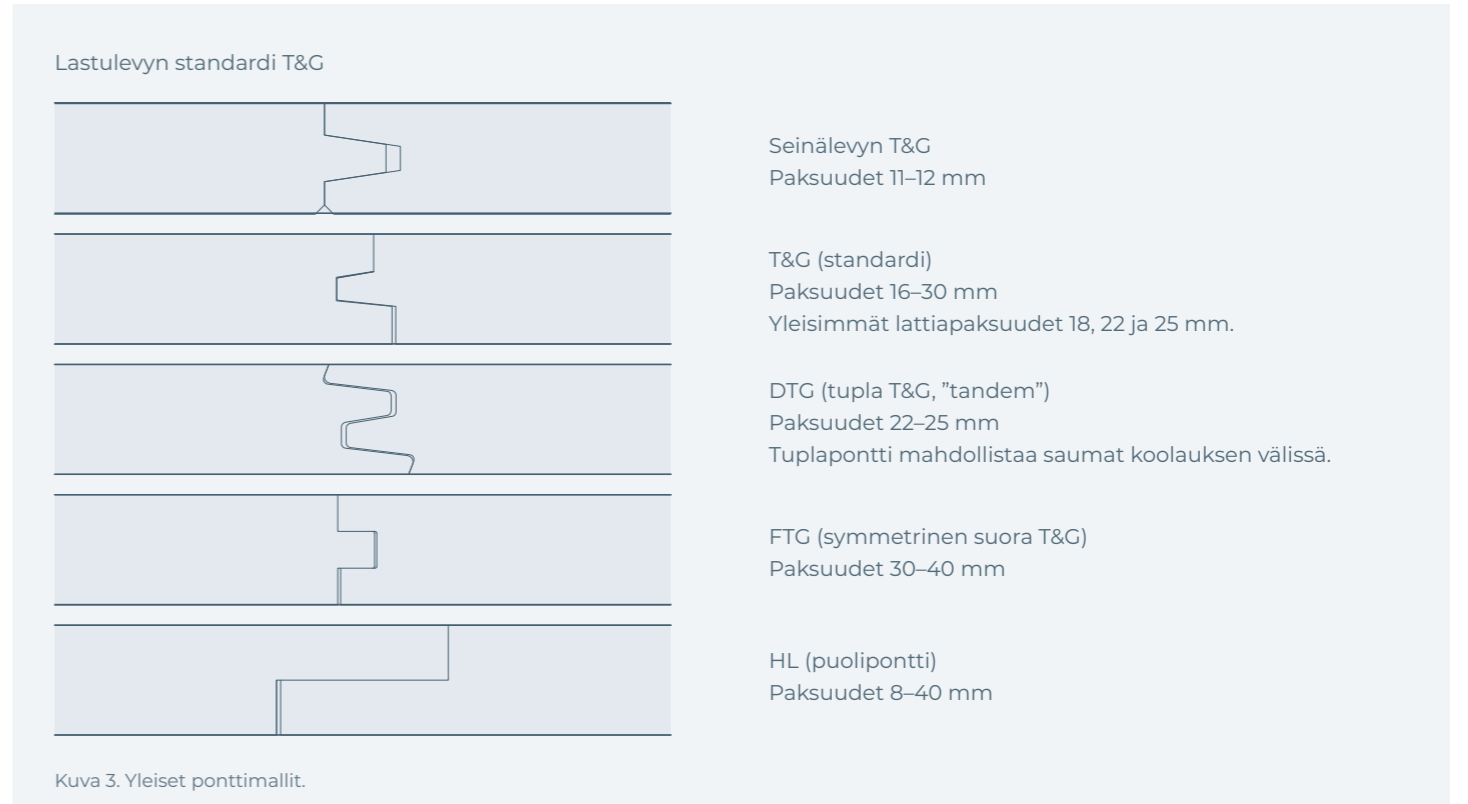 Lastulevyn standardi T&G
Seinälevyn T&G
Paksuudet 11–12 mm
T&G (standardi)
Paksuudet 16–30 mm
Yleisimmät lattiapaksuudet 18, 22 ja 25 mm.
DTG (tupla T&G, ”tandem”)
Paksuudet 22–25 mm
Tuplapontti mahdollistaa saumat koolauksen välissä.
FTG (symmetrinen suora T&G)
Paksuudet 30–40 mm
HL (puolipontti)
Paksuudet 8–40 mm
Kuva 3. Yleiset ponttimallit.